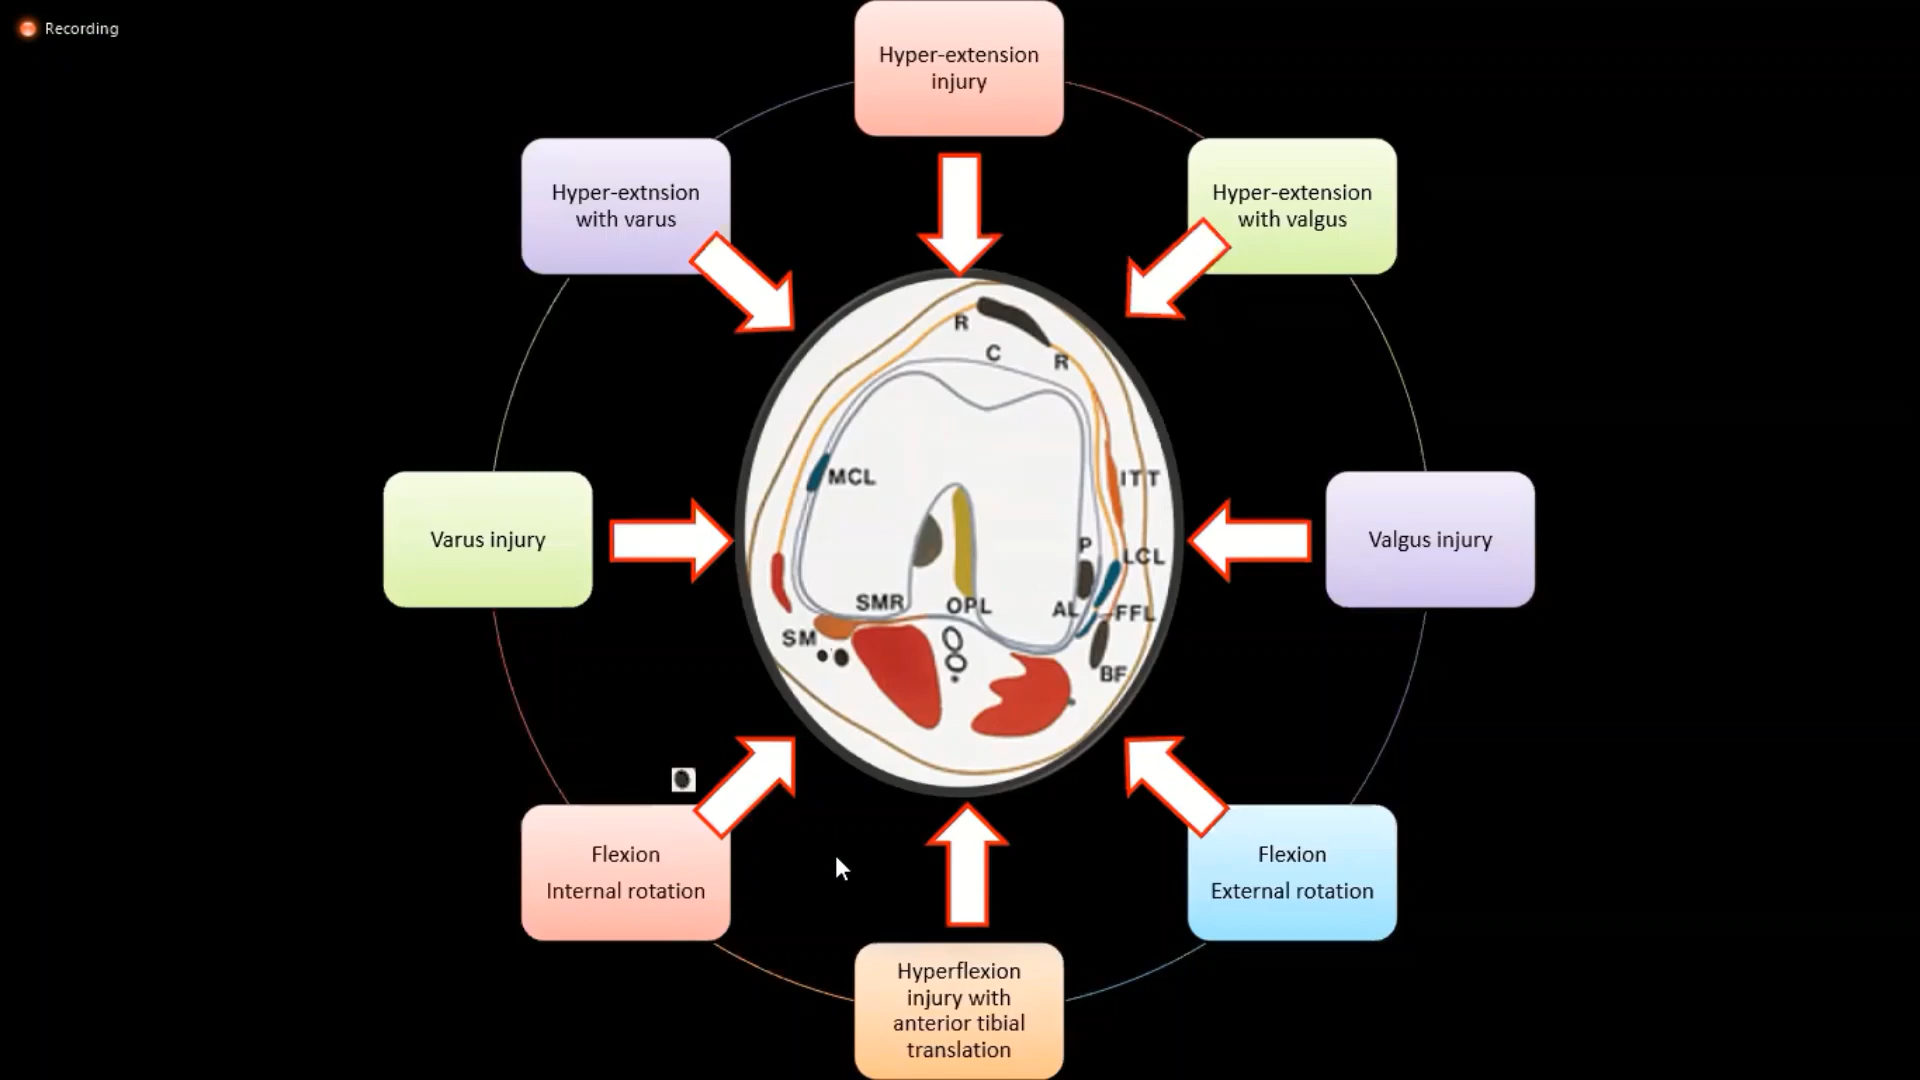 Recording
Hyper-extension
injury
Hyper-extnsion
with varus
Hyper-extension
with valgus
R
C
R
MCL
ITT
Varus injury
Valgus injury
P
LCL
SMR
OPL
AL
FFL
SM
BF
Flexion
Internal rotation
Flexion
External rotation
Hyperflexion
injury with
anterior tibial
translation